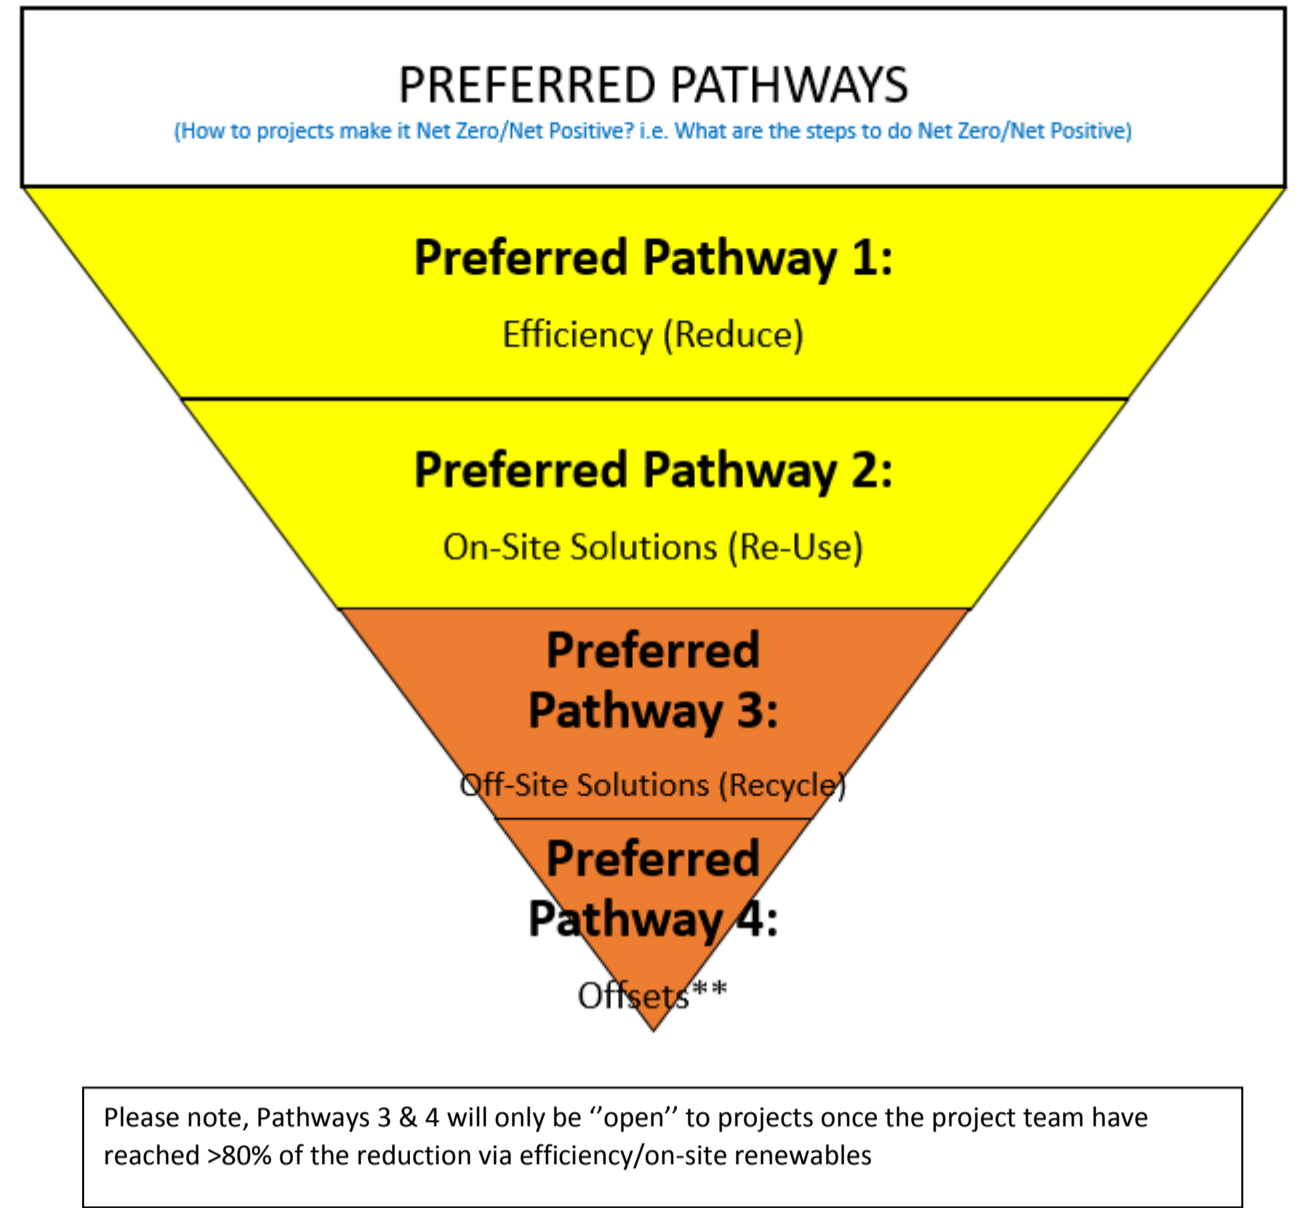 PREFERRED PATHWAYS
(How to projects make it Net Zero/Net Positive? i.e. What are the steps to do Net Zero/Net Positive)
Preferred Pathway 1:
Efficiency (Reduce)
Preferred Pathway 2:
On-Site Solutions (Re-Use)
Preferred
Pathway 3:
Off-Site Solutions (Recycle)
Preferred
Pathway 4:
Offsets**
Please note, Pathways 3 & 4 will only be ‘’open’’ to projects once the project team have
reached >80% of the reduction via efficiency/on-site renewables